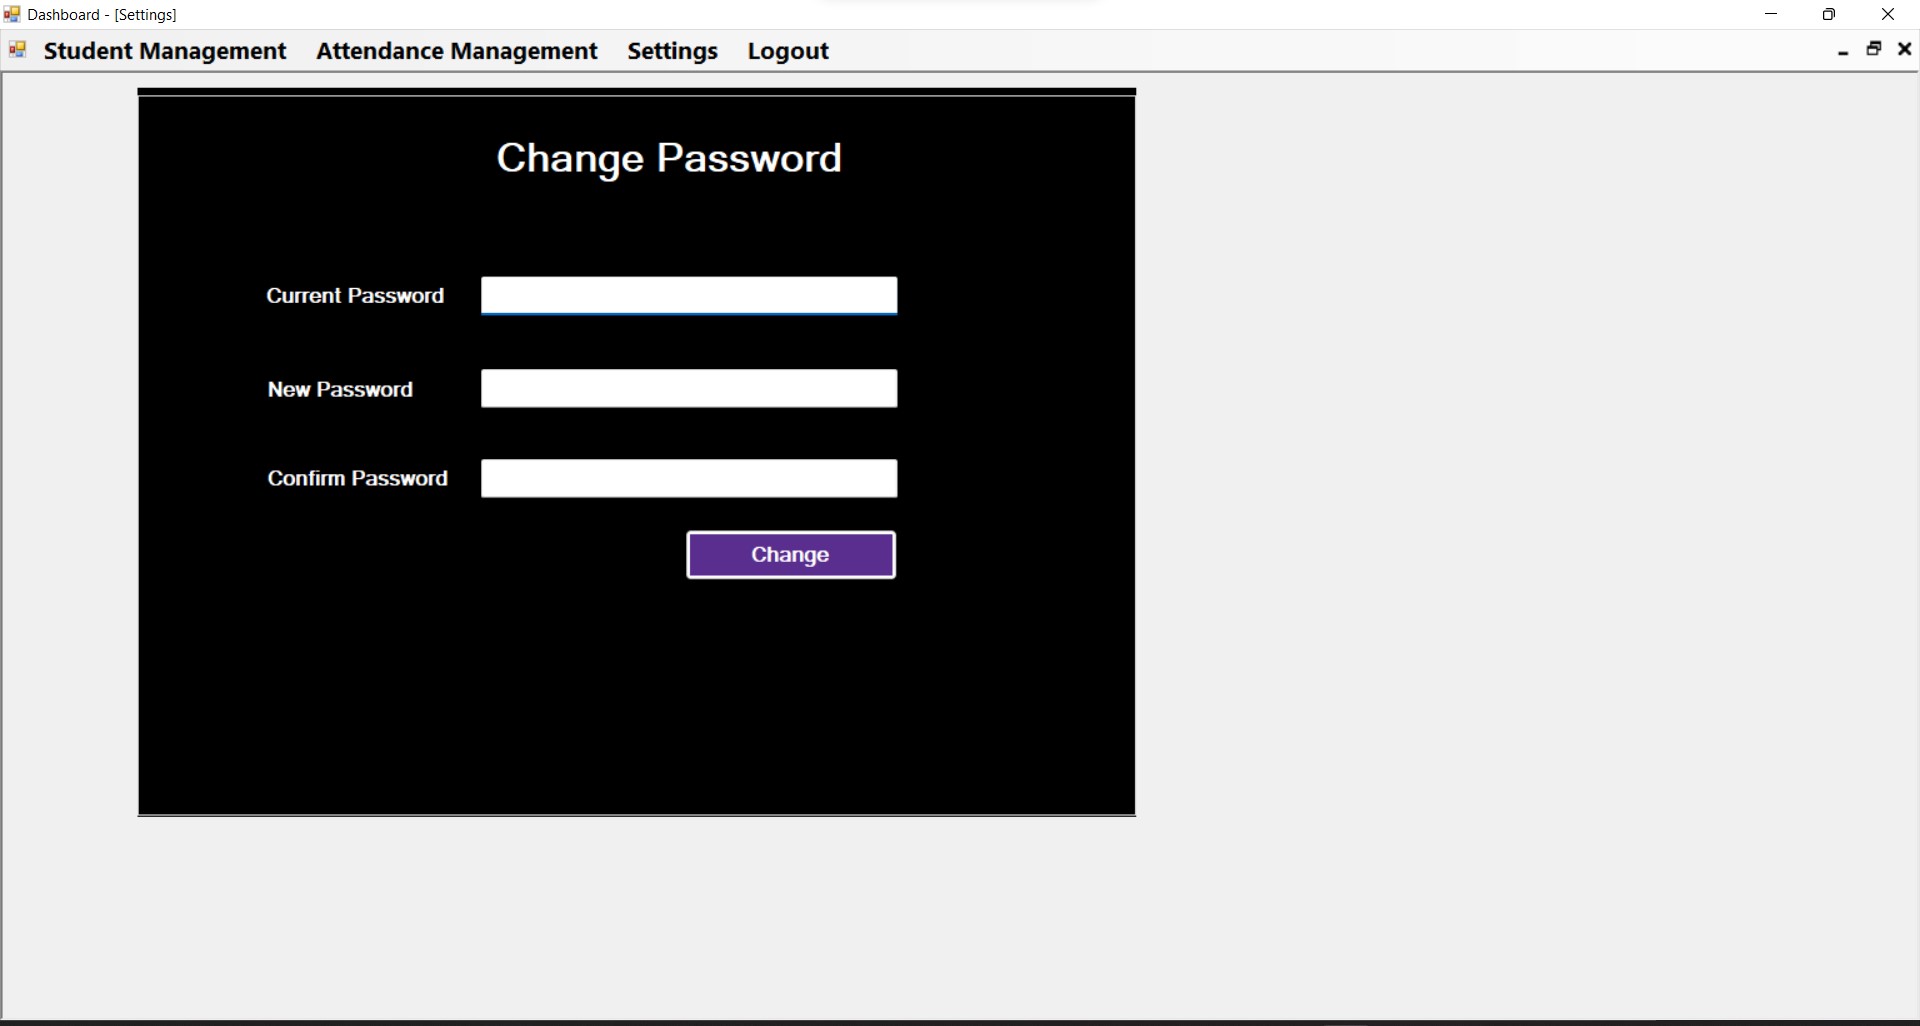 Dashboard - [Settings]
Student Management Attendance Management Settings Logout
Change Password
Current Password
New Password
Confirm Password
Change